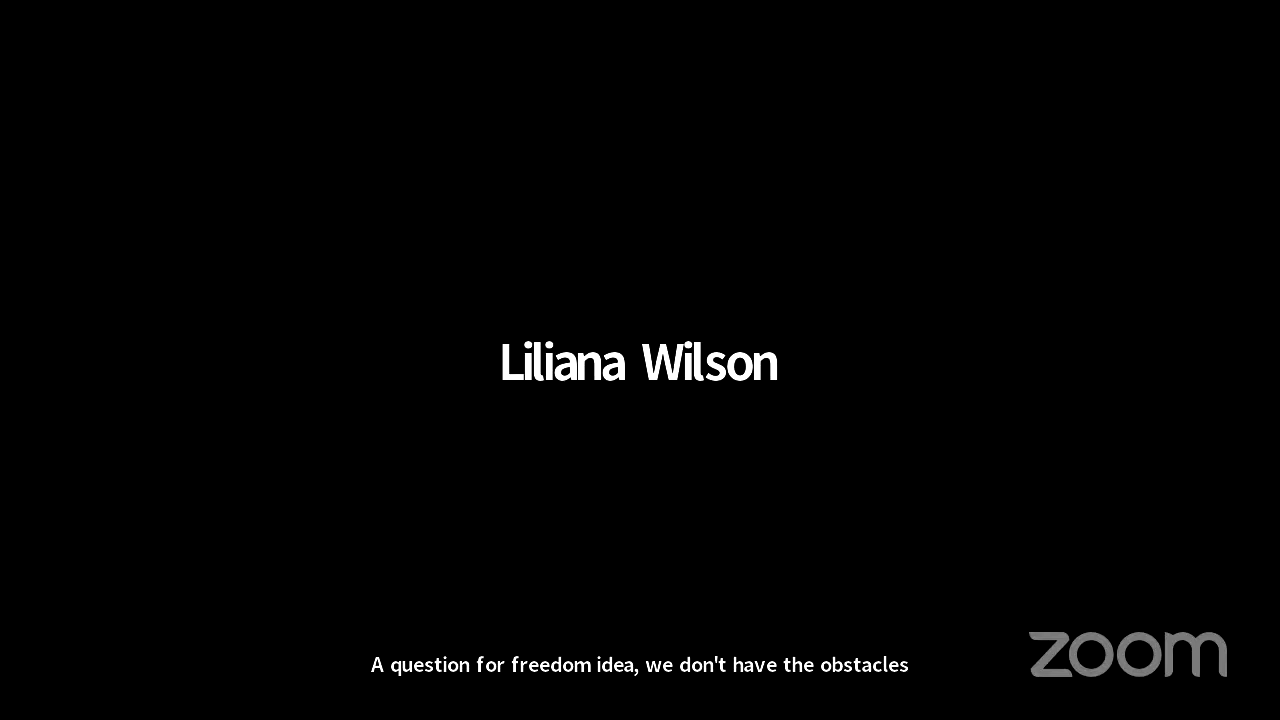 Liliana Wilson
A question for freedom idea, we don't have the obstacles
zoom